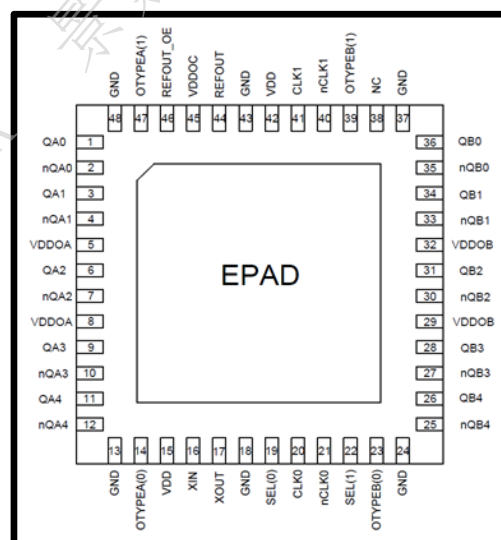 GND OTYPEA(1) REFOUT_OE VDDOC REFOUT GND VDD CLK1 nCLK1 OTYPEB(1) NC GND
48 47 46 45 44 43 42 41 40 39 38 37
QA0 1 36 QB0
nQA0 2 35 nQB0
QA1 3 34 QB1
nQA1 4 33 nQB1
VDDOA 5 32 VDDOB
QA2 6 31 QB2
nQA2 7 30 nQB2
VDDOA 8 29 VDDOB
QA3 9 28 QB3
nQA3 10 27 nQB3
QA4 11 26 QB4
nQA4 12 25 nQB4
EPAD
13 14 15 16 17 18 19 20 21 22 23 24
GND OTYPEA(0) VDD XIN XOUT GND SEL(0) CLK0 nCLK0 SEL(1) OTYPEB(0) GND